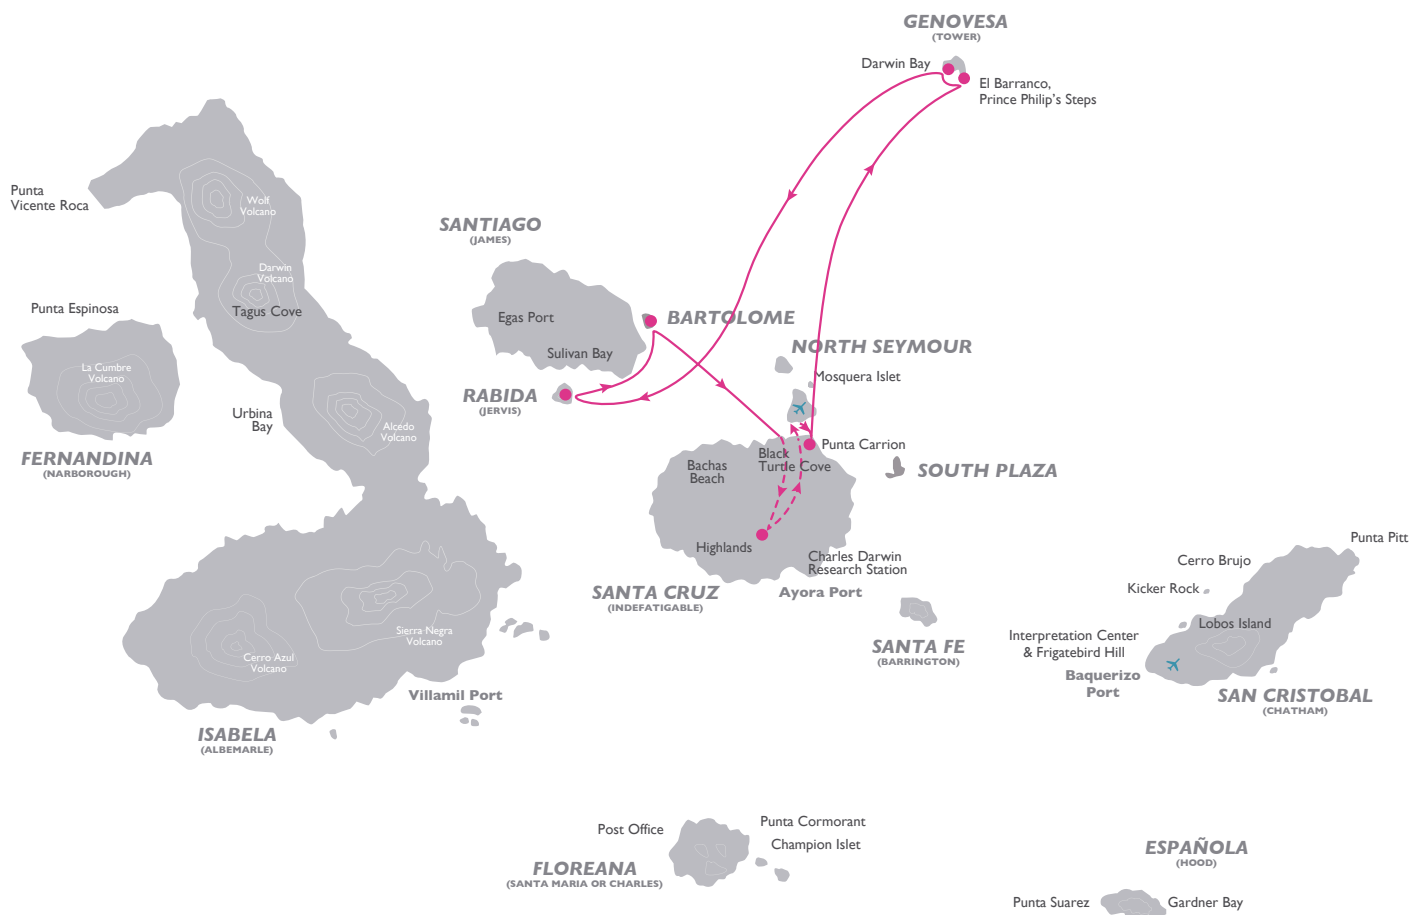 GENOVESA
(TOWER)
Darwin Bay
El Barranco,
Prince Philip's Steps
Punta
Vicente Roca
Wolf
Volcano
SANTIAGO
(JAMES)
Darwin
Volcano
Tagus Cove
Punta Espinosa
Egas Port
BARTOLOME
Sulivan Bay
NORTH SEYMOUR
Mosquera Islet
La Cumbre
Volcano
RABIDA
(JERVIS)
Urbina
Bay
Alcedo
Volcano
FERNANDINA
(NARBOROUGH)
Punta Carrion
Black
Turtle Cove
Bachas
Beach
SOUTH PLAZA
Highlands
Charles Darwin
Research Station
SANTA CRUZ
(INDEFATIGABLE)
Ayora Port
Punta Pitt
Cerro Brujo
Kicker Rock
Lobos Island
Interpretation Center
& Frigatebird Hill
SANTA FE
(BARRINGTON)
Baquerizo
Port
SAN CRISTOBAL
(CHATHAM)
Sierra Negra
Volcano
Cerro Azul
Volcano
Villamil Port
ISABELA
(ALBEMARLE)
Post Office
Punta Cormorant
Champion Islet
FLOREANA
(SANTA MARIA OR CHARLES)
ESPAÑOLA
(HOOD)
Punta Suarez
Gardner Bay